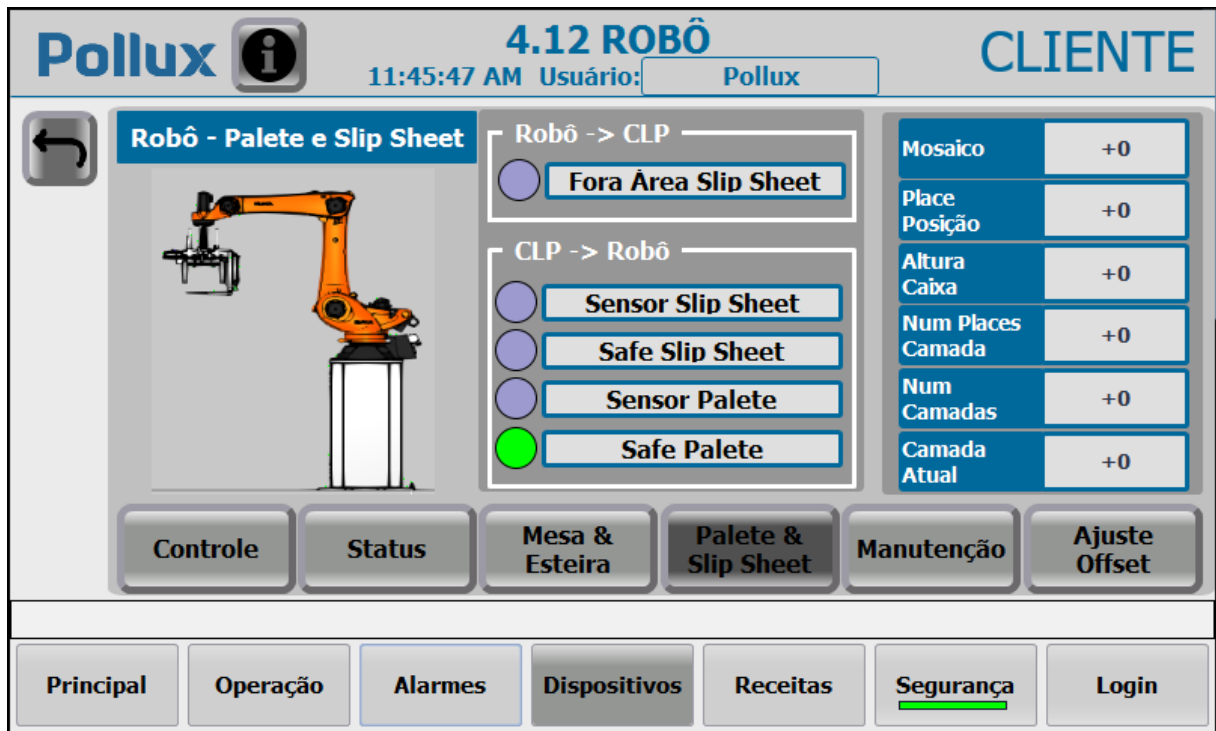 Pollux
4.12 ROBÔ
11:45:47 AM Usuário: Pollux
CLIENTE
Robô - Palete e Slip Sheet
Robô -> CLP
Fora Área Slip Sheet
CLP -> Robô
Sensor Slip Sheet
Safe Slip Sheet
Sensor Palete
Safe Palete
Mosaico +0
Place
Posição +0
Altura
Caixa +0
Num Places
Camada +0
Num
Camadas +0
Camada
Atual +0
Controle
Status
Mesa &
Esteira
Palete &
Slip Sheet
Manutenção
Ajuste
Offset
Principal
Operação
Alarmes
Dispositivos
Receitas
Segurança
Login